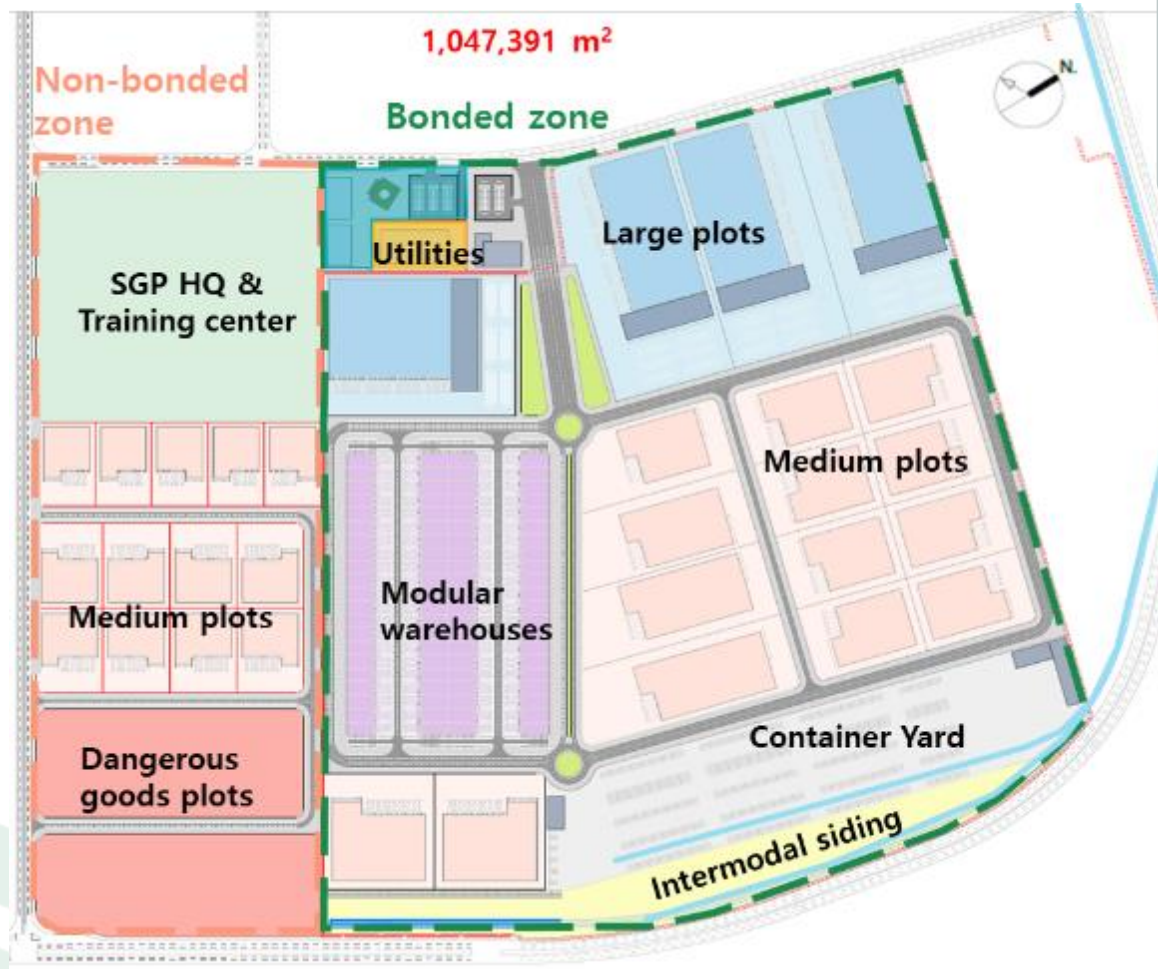 1,047,391 m²
Non-bonded
zone
Bonded zone
N.
Large plots
Utilities
SGP HQ &
Training center
Medium plots
Modular
warehouses
Medium plots
Container Yard
Dangerous
goods plots
Intermodal siding